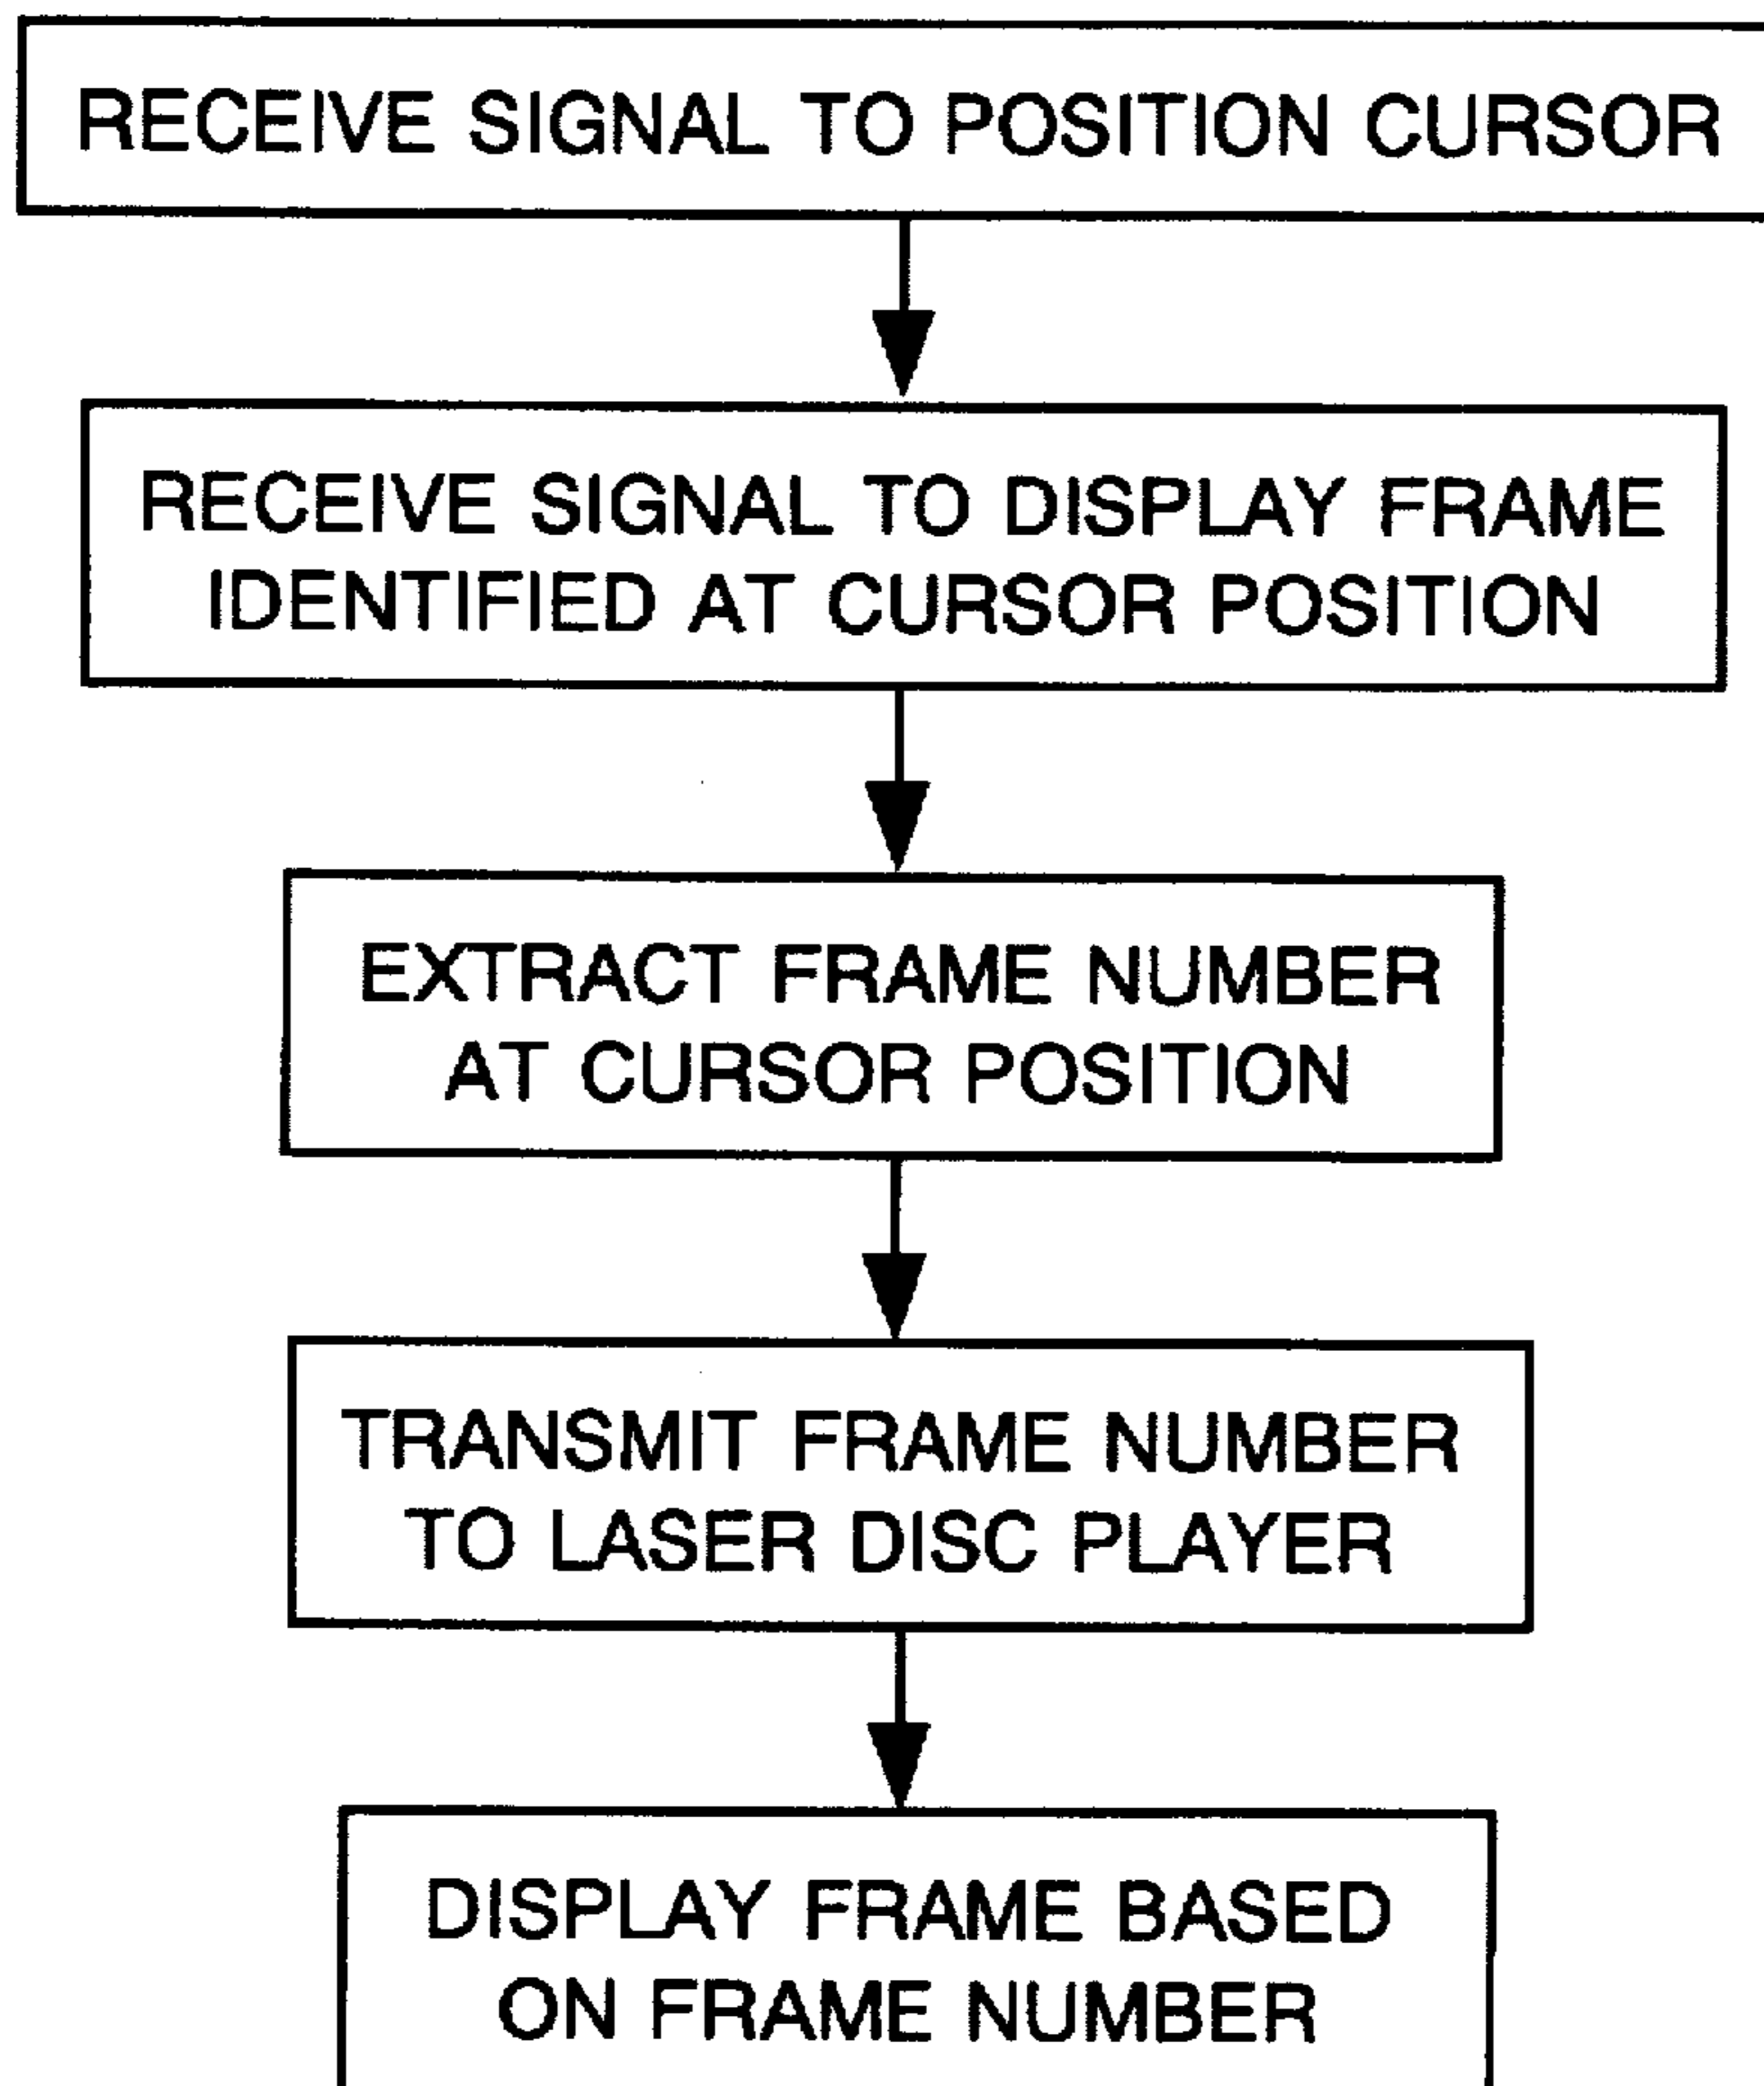 RECEIVE SIGNAL TO POSITION CURSOR
RECEIVE SIGNAL TO DISPLAY FRAME
IDENTIFIED AT CURSOR POSITION
EXTRACT FRAME NUMBER
AT CURSOR POSITION
TRANSMIT FRAME NUMBER
TO LASER DISC PLAYER
DISPLAY FRAME BASED
ON FRAME NUMBER